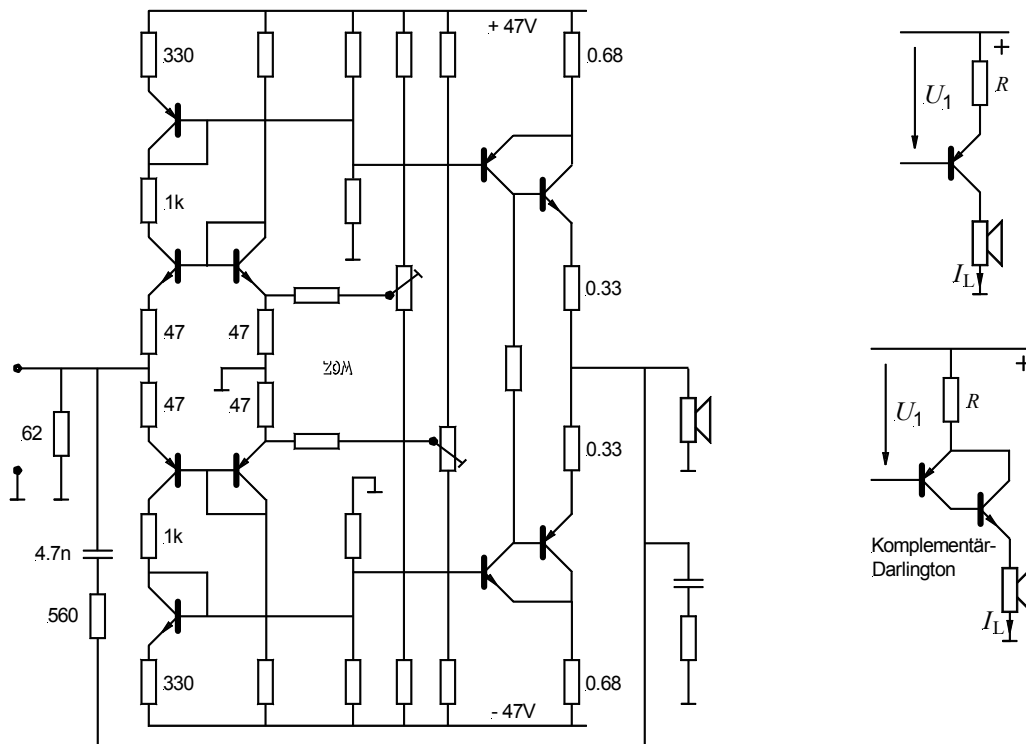 + 47V
330
0.68
1k
0.33
47
47
47
47
62
0.33
1k
4.7n
560
330
0.68
- 47V
+
R
U1
IL
+
R
U1
Komplementär-
Darlington
IL